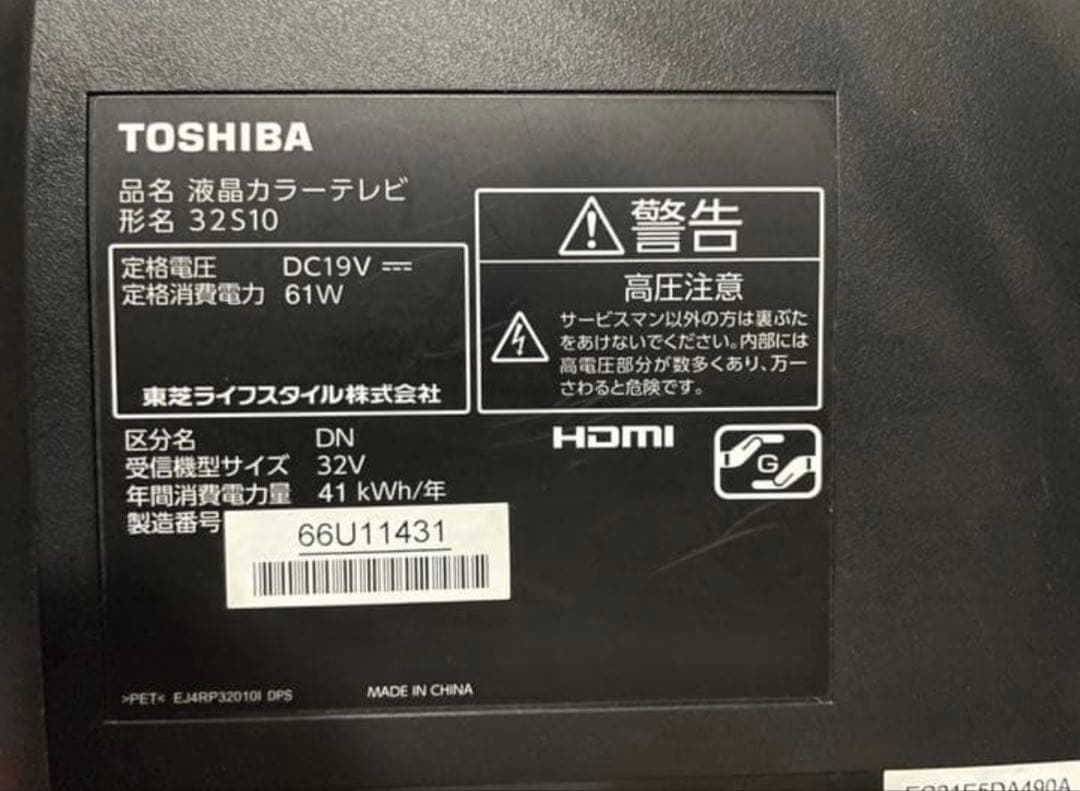 TOSHIBA
品名 液晶カラーテレビ
形名 32S10
定格電圧 DC19V
定格消費電力 61W
東芝ライフスタイル株式会社
警告
高圧注意
サービスマン以外の方は裏ぶた
をあけないでください。内部には
高電圧部分が数多くあり、万一
さわると危険です。
HDMI
G
区分名 DN
受信機型サイズ 32V
年間消費電力量 41 kWh/年
製造番号
66U11431
>PET< EJ4RP32010I DPS
MADE IN CHINA